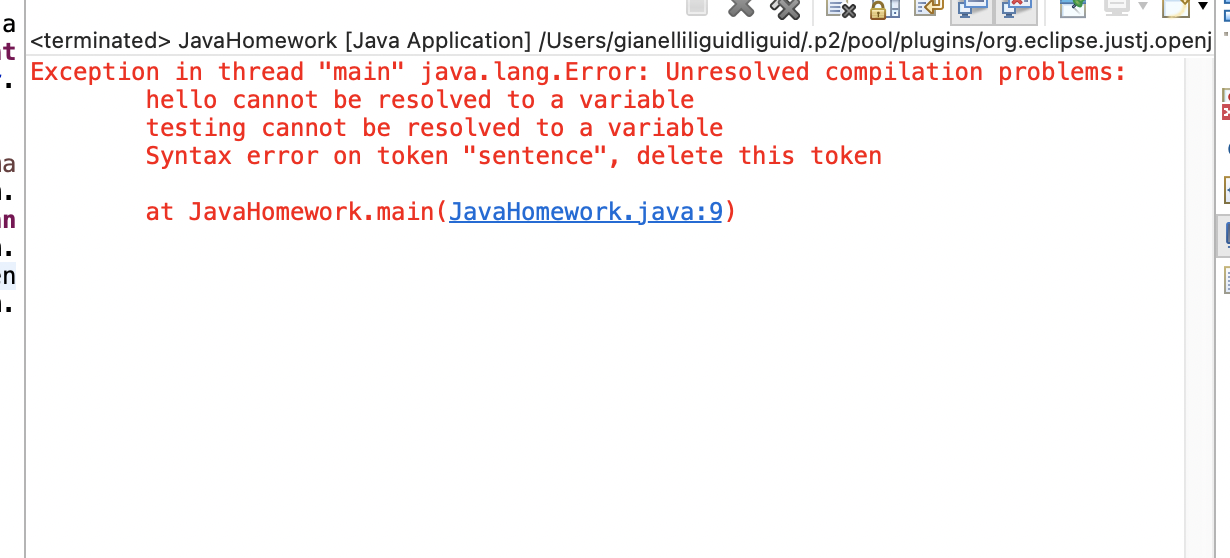 <terminated> JavaHomework [Java Application] /Users/gianelliliguidliguid/.p2/pool/plugins/org.eclipse.justj.openj
Exception in thread "main" java.lang.Error: Unresolved compilation problems:
hello cannot be resolved to a variable
testing cannot be resolved to a variable
Syntax error on token "sentence", delete this token
at JavaHomework.main(JavaHomework.java:9)